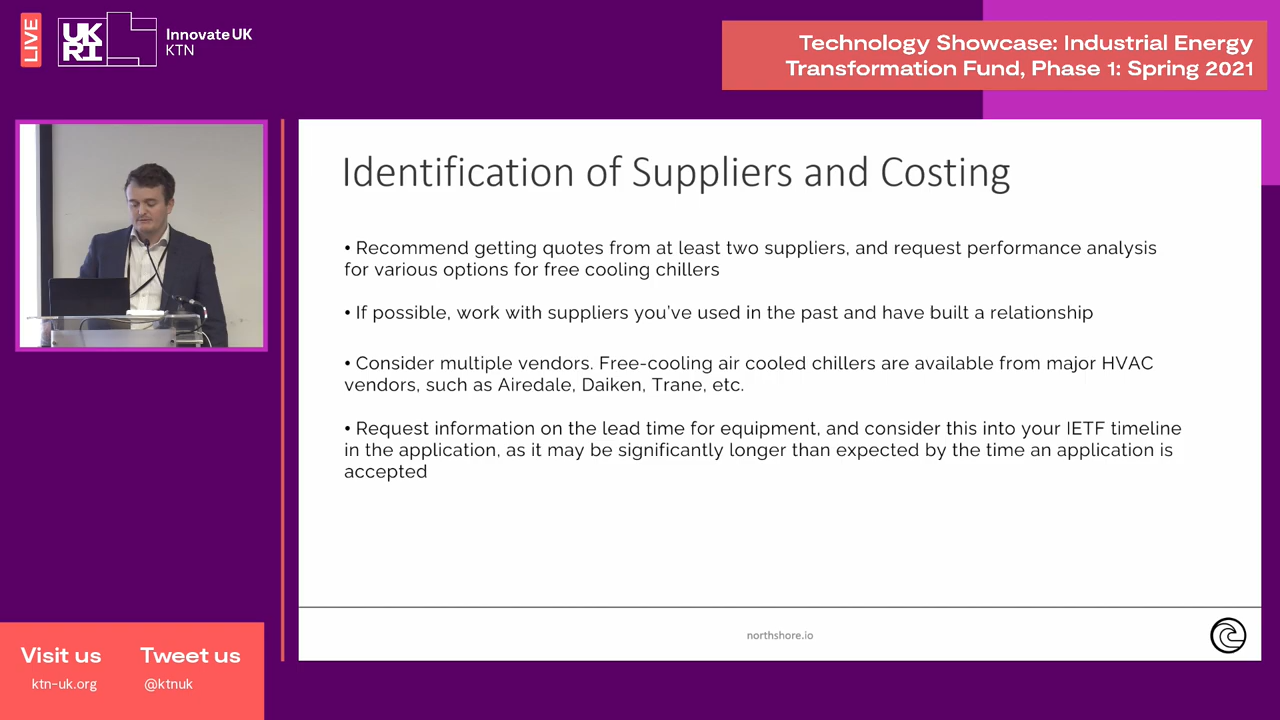 LIVE
UK
RI
Innovate UK
KTN
Technology Showcase: Industrial Energy
Transformation Fund, Phase 1: Spring 2021
Identification of Suppliers and Costing
• Recommend getting quotes from at least two suppliers, and request performance analysis
for various options for free cooling chillers
• If possible, work with suppliers you've used in the past and have built a relationship
• Consider multiple vendors. Free-cooling air cooled chillers are available from major HVAC
vendors, such as Airedale, Daiken, Trane, etc.
• Request information on the lead time for equipment, and consider this into your IETF timeline
in the application, as it may be significantly longer than expected by the time an application is
accepted
northshore.io
Visit us
ktn-uk.org
Tweet us
@ktnuk